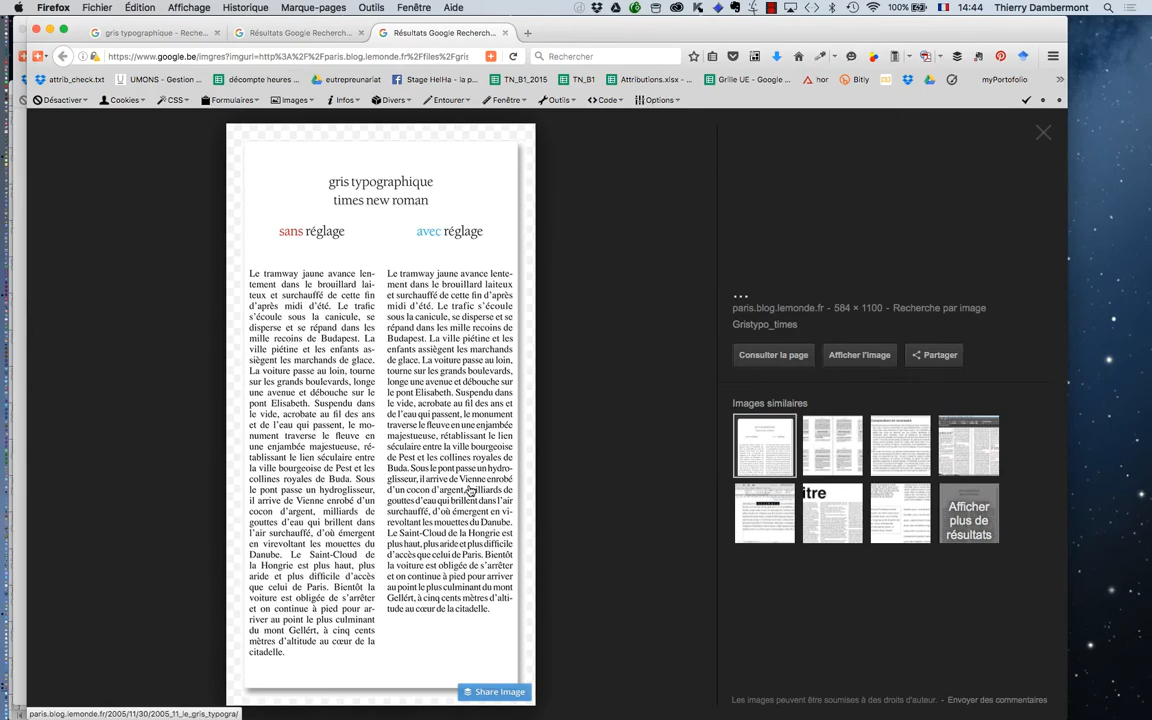 Firefox Fichier Édition Affichage Historique Marque-pages Outils Fenêtre Aide 100% 14:44 Thierry Dambermont
gris typographique - Reche... Résultats Google Recherch... Résultats Google Recherch...
https://www.google.be/imgres?imgurl=http%3A%2F%2Fparis.blog.lemonde.fr%2Ffiles%2Fgris Rechercher
attrib_check.txt UMONS - Gestion ... décompte heures ... eutrepreunariat Stage HelHa - la p... TN_B1_2015 TN_B1 Attributions.xlsx... Grille UE - Google ... hor Bitly myPortofolio
Désactiver Cookies CSS Formulaires Images Infos Divers Entourer Fenêtre Outils Code Options
gris typographique
times new roman
sans réglage
avec réglage
Le tramway jaune avance len-
tement dans le brouillard lai-
teux et surchauffé de cette fin
d'après midi d'été. Le trafic
s'écoule sous la canicule, se
disperse et se répand dans les
mille recoins de Budapest. La
ville piétine et les enfants as-
siègent les marchands de glace.
La voiture passe au loin, tourne
sur les grands boulevards, longe
une avenue et débouche sur
le pont Elisabeth. Suspendu dans
le vide, acrobate au fil des ans
et de l'eau qui passent, le mo-
nument traverse le fleuve en
une enjambée majestueuse, ré-
tablissant le lien séculaire entre
la ville bourgeoise de Pest et les
collines royales de Buda. Sous
le pont passe un hydroglisseur,
il arrive de Vienne enrobé d'un
cocon d'argent, milliards de
gouttes d'eau qui brillent dans
l'air surchauffé, d'où émergent
en virevoltant les mouettes du
Danube. Le Saint-Cloud de
la Hongrie est plus haut, plus
aride et plus difficile d'accès
que celui de Paris. Bientôt la
voiture est obligée de s'arrêter
et on continue à pied pour ar-
river au point le plus culminant
du mont Gellért, à cinq cents
mètres d'altitude au cœur de la
citadelle.
Le tramway jaune avance lente-
ment dans le brouillard laiteux
et surchauffé de cette fin d'après
midi d'été. Le trafic s'écoule
sous la canicule, se disperse et se
répand dans les mille recoins de
Budapest. La ville piétine et les
enfants assiègent les marchands
de glace. La voiture passe au loin,
tourne sur les grands boulevards,
longe une avenue et débouche sur
le pont Elisabeth. Suspendu dans
le vide, acrobate au fil des ans et
de l'eau qui passent, le monument
traverse le fleuve en une enjambée
majestueuse, rétablissant le lien
séculaire entre la ville bourgeoise
de Pest et les collines royales de
Buda. Sous le pont passe un hydro-
glisseur, il arrive de Vienne enrobé
d'un cocon d'argent, milliards de
gouttes d'eau qui brillent dans l'air
surchauffé, d'où émergent en vi-
revoltant les mouettes du Danube.
Le Saint-Cloud de la Hongrie est
plus haut, plus aride et plus difficile
d'accès que celui de Paris. Bientôt
la voiture est obligée de s'arrêter
et on continue à pied pour arriver
au point le plus culminant du mont
Gellért, à cinq cents mètres d'alti-
tude au cœur de la citadelle.
Share Image
...
paris.blog.lemonde.fr - 584 × 1100 - Recherche par image
Gristypo_times
Consulter la page Afficher l'image Partager
Images similaires
itre
Afficher
plus de
résultats
Les images peuvent être soumises à des droits d'auteur. - Envoyer des commentaires
paris.blog.lemonde.fr/2005/11/30/2005_11_le_gris_typogra/